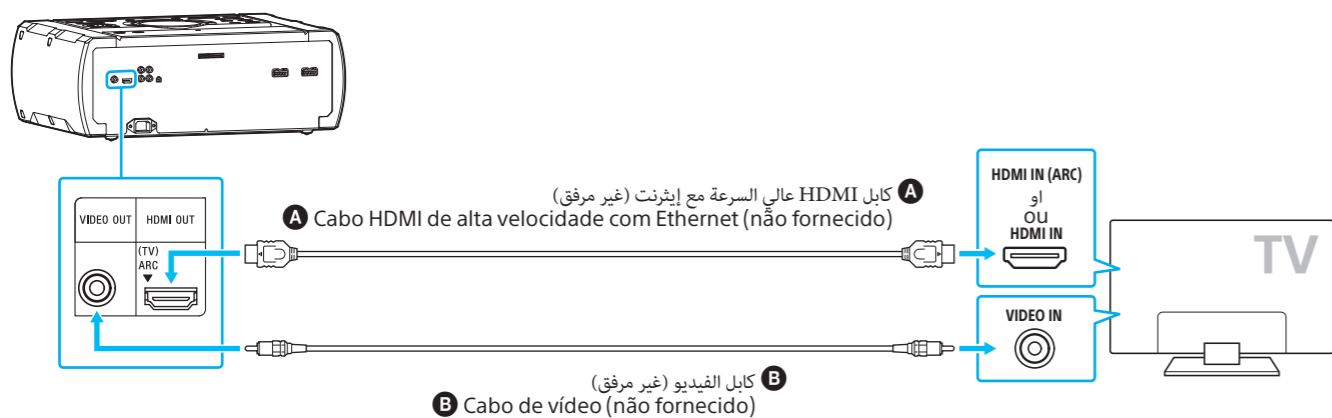 كابل HDMI عالي السرعة مع إيثرنت (غير مرفق) A
A Cabo HDMI de alta velocidade com Ethernet (não fornecido)
VIDEO OUT
HDMI OUT
(TV)
ARC
HDMI IN (ARC)
او
ou
HDMI IN
TV
VIDEO IN
كابل الفيديو (غير مرفق) B
B Cabo de vídeo (não fornecido)